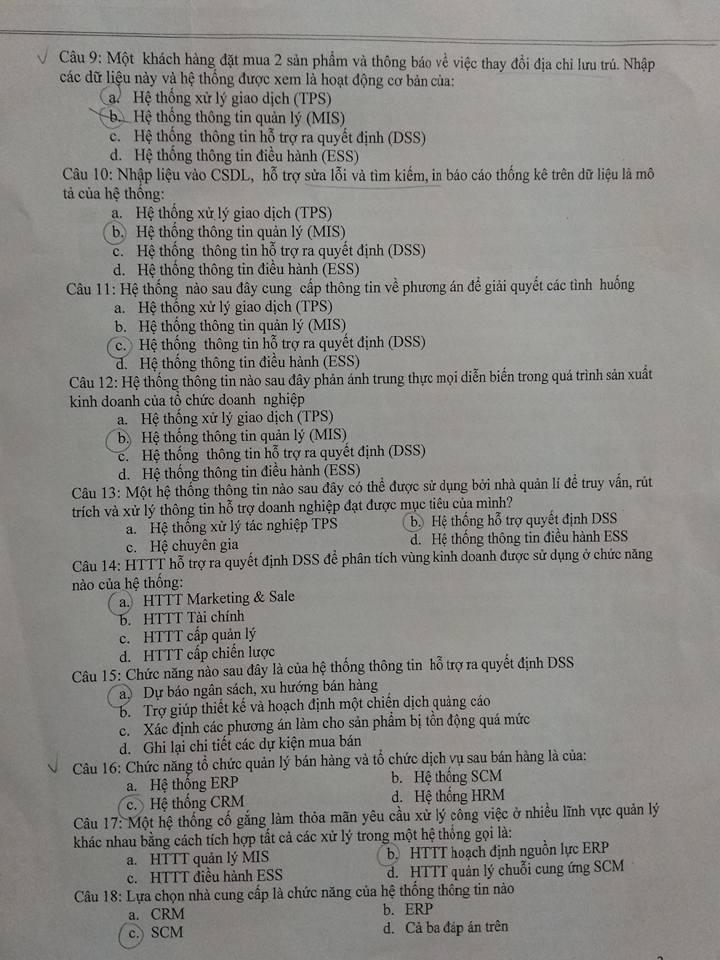 Câu 9: Một khách hàng đặt mua 2 sản phẩm và thông báo về việc thay đổi địa chỉ lưu trú. Nhập
các dữ liệu này và hệ thống được xem là hoạt động cơ bản của:
a. Hệ thống xử lý giao dịch (TPS)
b. Hệ thống thông tin quản lý (MIS)
c. Hệ thống thông tin hỗ trợ ra quyết định (DSS)
d. Hệ thống thông tin điều hành (ESS)
Câu 10: Nhập liệu vào CSDL, hỗ trợ sửa lỗi và tìm kiếm, in báo cáo thống kê trên dữ liệu là mô
tả của hệ thống:
a. Hệ thống xử lý giao dịch (TPS)
b. Hệ thống thông tin quản lý (MIS)
c. Hệ thống thông tin hỗ trợ ra quyết định (DSS)
d. Hệ thống thông tin điều hành (ESS)
Câu 11: Hệ thống nào sau đây cung cấp thông tin về phương án để giải quyết các tình huống
a. Hệ thống xử lý giao dịch (TPS)
b. Hệ thống thông tin quản lý (MIS)
c. Hệ thống thông tin hỗ trợ ra quyết định (DSS)
d. Hệ thống thông tin điều hành (ESS)
Câu 12: Hệ thống thông tin nào sau đây phản ánh trung thực mọi diễn biến trong quá trình sản xuất
kinh doanh của tổ chức doanh nghiệp
a. Hệ thống xử lý giao dịch (TPS)
b. Hệ thống thông tin quản lý (MIS)
c. Hệ thống thông tin hỗ trợ ra quyết định (DSS)
d. Hệ thống thông tin điều hành (ESS)
Câu 13: Một hệ thống thông tin nào sau đây có thể được sử dụng bởi nhà quản lí để truy vấn, rút
trích và xử lý thông tin hỗ trợ doanh nghiệp đạt được mục tiêu của mình?
a. Hệ thống xử lý tác nghiệp TPS b. Hệ thống hỗ trợ quyết định DSS
c. Hệ chuyên gia d. Hệ thống thông tin điều hành ESS
Câu 14: HTTT hỗ trợ ra quyết định DSS để phân tích vùng kinh doanh được sử dụng ở chức năng
nào của hệ thống:
a. HTTT Marketing & Sale
b. HTTT Tài chính
c. HTTT cấp quản lý
d. HTTT cấp chiến lược
Câu 15: Chức năng nào sau đây là của hệ thống thông tin hỗ trợ ra quyết định DSS
a. Dự báo ngân sách, xu hướng bán hàng
b. Trợ giúp thiết kế và hoạch định một chiến dịch quảng cáo
c. Xác định các phương án làm cho sản phẩm bị tồn động quá mức
d. Ghi lại chi tiết các dự kiện mua bán
Câu 16: Chức năng tổ chức quản lý bán hàng và tổ chức dịch vụ sau bán hàng là của:
a. Hệ thống ERP b. Hệ thống SCM
c. Hệ thống CRM d. Hệ thống HRM
Câu 17: Một hệ thống cố gắng làm thỏa mãn yêu cầu xử lý công việc ở nhiều lĩnh vực quản lý
khác nhau bằng cách tích hợp tất cả các xử lý trong một hệ thống gọi là:
a. HTTT quản lý MIS b. HTTT hoạch định nguồn lực ERP
c. HTTT điều hành ESS d. HTTT quản lý chuỗi cung ứng SCM
Câu 18: Lựa chọn nhà cung cấp là chức năng của hệ thống thông tin nào
a. CRM b. ERP
c. SCM d. Cả ba đáp án trên